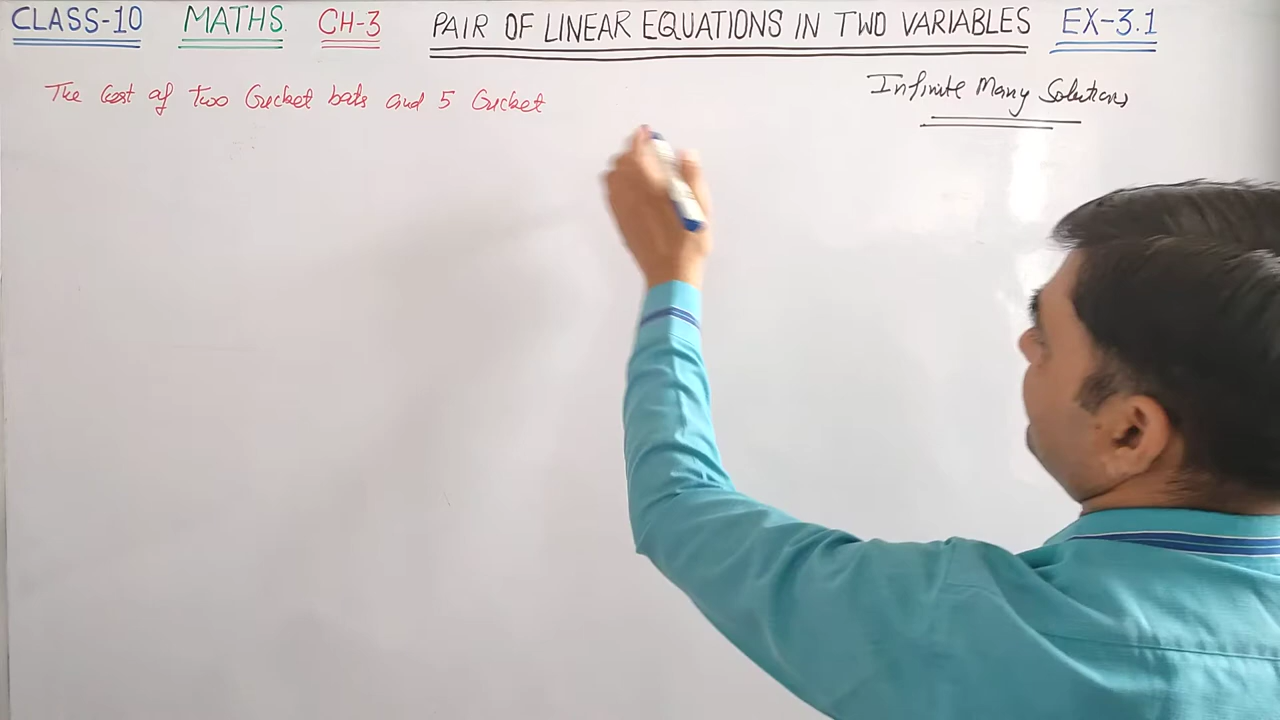 CLASS-10 MATHS. CH-3 PAIR OF LINEAR EQUATIONS IN TWO VARIABLES EX-3.1
The Cost of two Cricket bats and 5 Cricket
Infinite Many Solutions